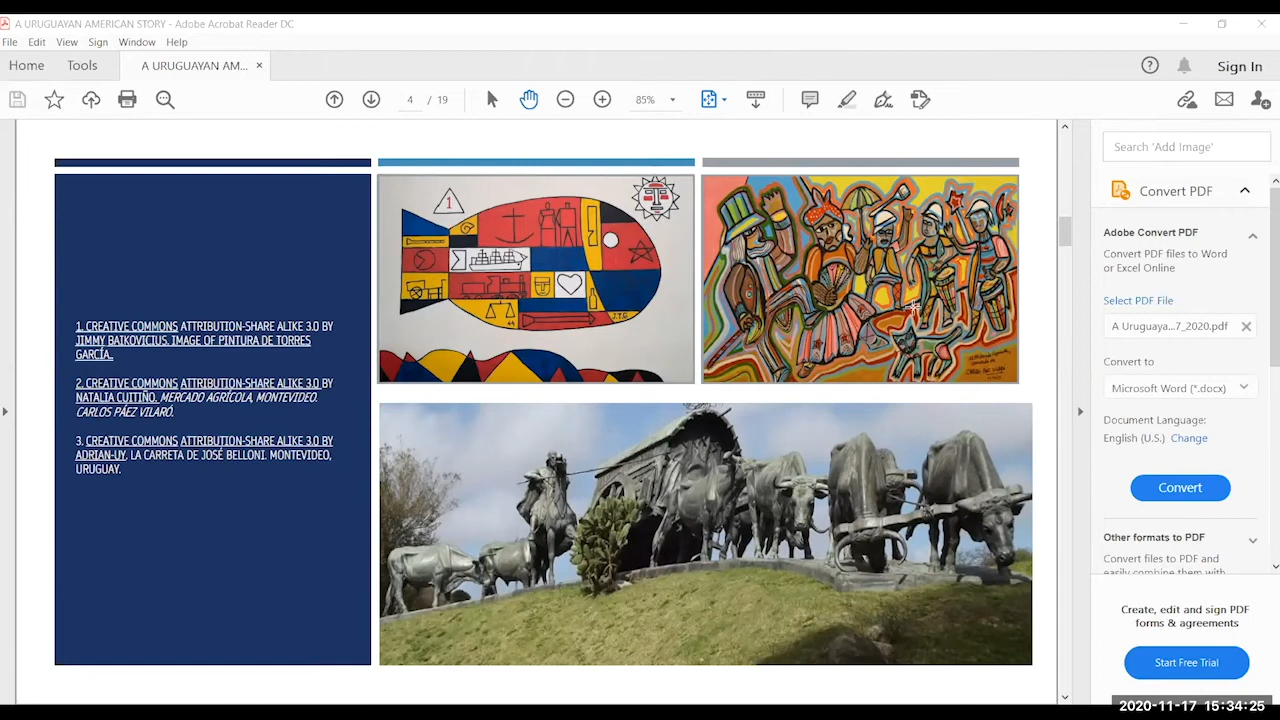 A URUGUAYAN AMERICAN STORY - Adobe Acrobat Reader DC
File Edit View Sign Window Help
Home Tools A URUGUAYAN AM... × Sign In
4 / 19 85%
Search 'Add Image'
Convert PDF
Adobe Convert PDF
Convert PDF files to Word
or Excel Online
Select PDF File
A Uruguaya...7_2020.pdf
Convert to
Microsoft Word (*.docx)
Document Language:
English (U.S.) Change
Convert
Other formats to PDF
Convert files to PDF and
easily combine them with
Create, edit and sign PDF
forms & agreements
Start Free Trial
1. CREATIVE COMMONS ATTRIBUTION-SHARE ALIKE 3.0 BY
JIMMY BAIKOVICIUS. IMAGE OF PINTURA DE TORRES
GARCÍA.
2. CREATIVE COMMONS ATTRIBUTION-SHARE ALIKE 3.0 BY
NATALIA CUITIÑO. MERCADO AGRÍCOLA, MONTEVIDEO.
CARLOS PÁEZ VILARÓ.
3. CREATIVE COMMONS ATTRIBUTION-SHARE ALIKE 3.0 BY
ADRIAN-UY. LA CARRETA DE JOSÉ BELLONI. MONTEVIDEO,
URUGUAY.
1
J.T.G
44
2020-11-17 15:34:25